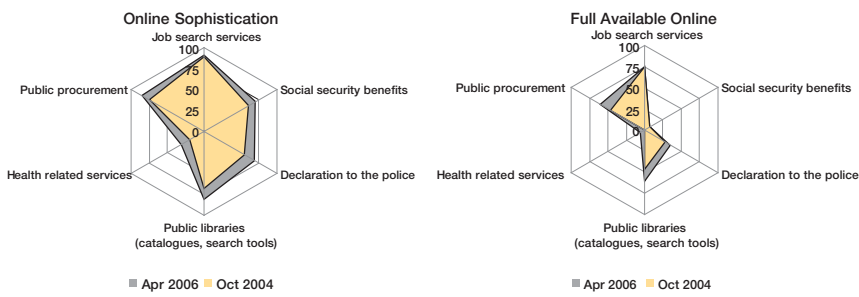 Online Sophistication
Job search services
100
75
50
25
0
Public procurement
Social security benefits
Health related services
Declaration to the police
Public libraries
(catalogues, search tools)
Apr 2006 Oct 2004
Full Available Online
Job search services
100
75
50
25
0
Public procurement
Social security benefits
Health related services
Declaration to the police
Public libraries
(catalogues, search tools)
Apr 2006 Oct 2004